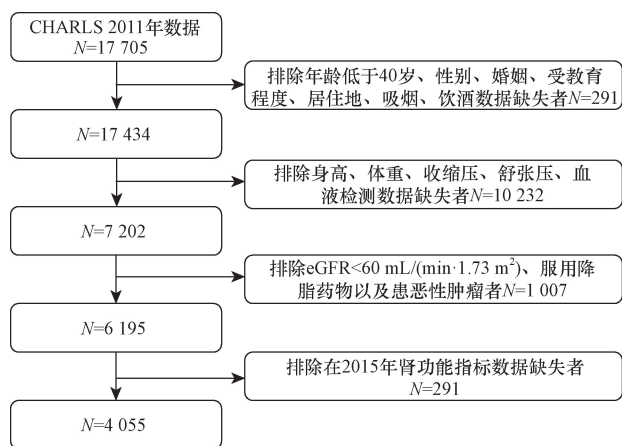 CHARLS 2011年数据
N=17 705
排除年龄低于40岁、性别、婚姻、受教育
程度、居住地、吸烟、饮酒数据缺失者N=291
N=17 434
排除身高、体重、收缩压、舒张压、血
液检测数据缺失者N=10 232
N=7 202
排除eGFR<60 mL/(min·1.73 m²)、服用降
脂药物以及患恶性肿瘤者N=1 007
N=6 195
排除在2015年肾功能指标数据缺失者
N=291
N=4 055